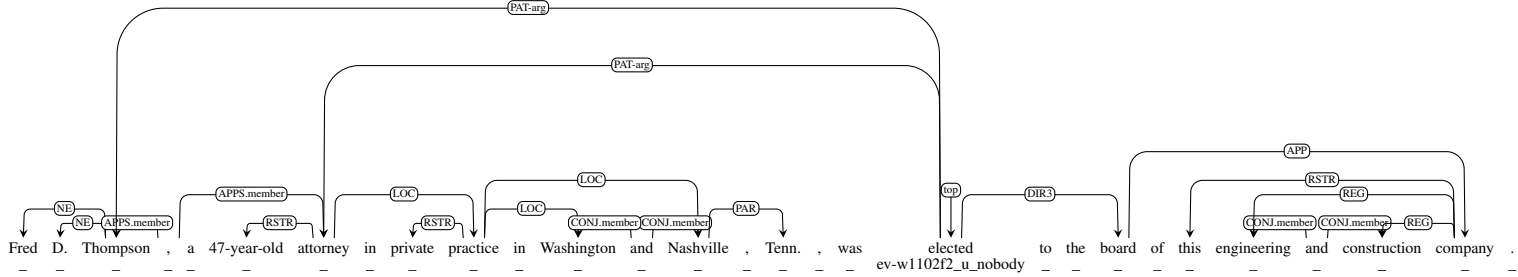 PAT-arg
PAT-arg
APP
LOC RSTR
APPS.member LOC top DIR3 REG
NE LOC PAR
NE APPS.member RSTR RSTR CONJ.member CONJ.member CONJ.member CONJ.member REG
Fred D. Thompson , a 47-year-old attorney in private practice in Washington and Nashville , Tenn. , was elected to the board of this engineering and construction company .
_ _ _ _ _ _ _ _ _ _ _ _ _ _ _ _ _ _ ev-w1102f2_u_nobody _ _ _ _ _ _ _ _ _ _